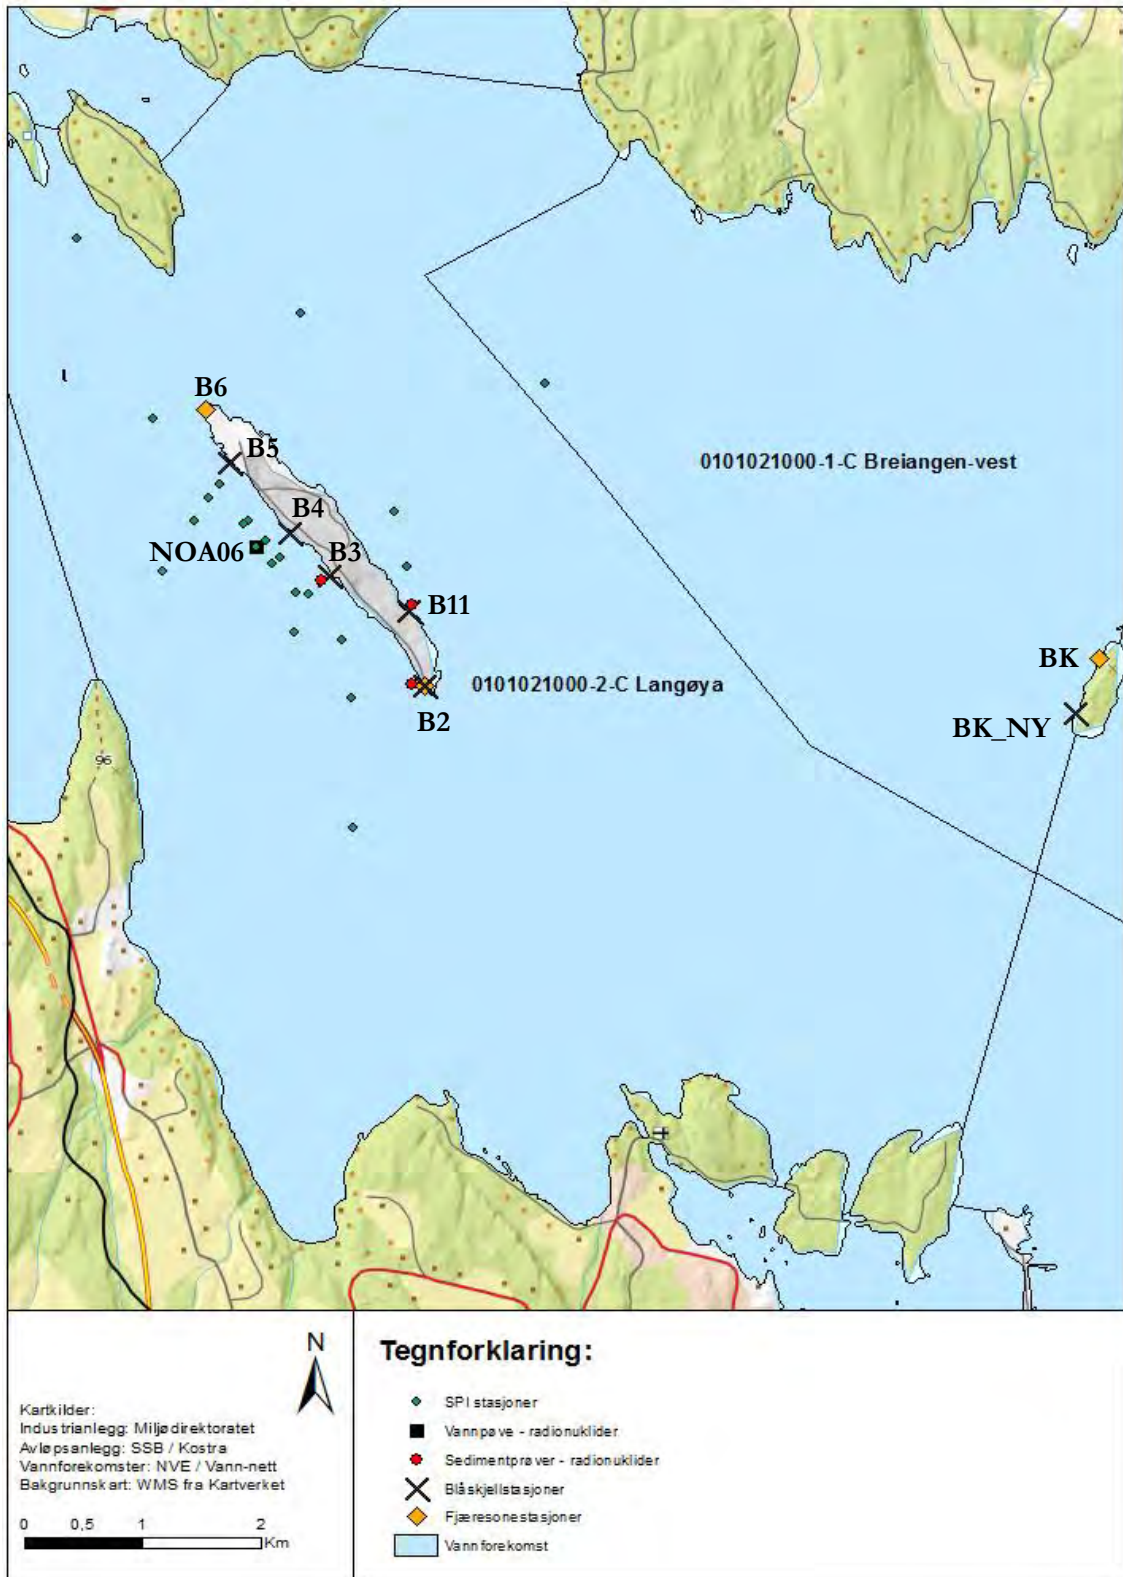 B6
B5
0101021000-1-C Breiangen-vest
B4
NOA06
B3
B11
BK
0101021000-2-C Langøya
B2
BK_NY
96
N
Tegnforklaring:
SPI stasjoner
Vannpøve - radionuklider
Sedimentprøver - radionuklider
Blåskjellstasjoner
Fjæresonestasjoner
Vannforekomst
Kartkilder:
Industrianlegg: Miljødirektoratet
Avløpsanlegg: SSB / Kostra
Vannforekomster: NVE / Vann-nett
Bakgrunnskart: WMS fra Kartverket
0 0,5 1 2
Km